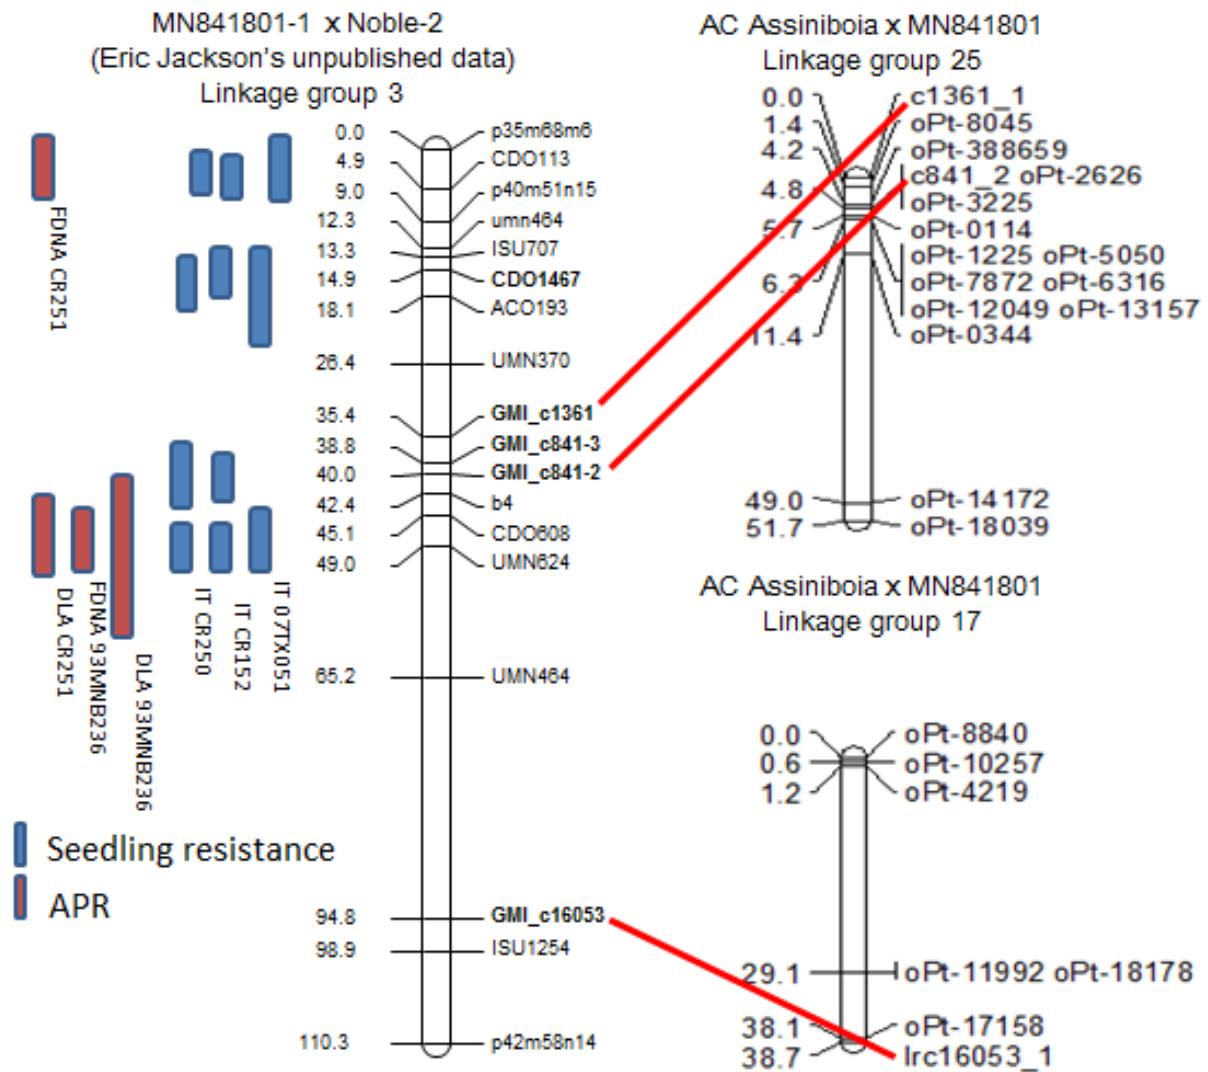 MN841801-1 x Noble-2
(Eric Jackson's unpublished data)
Linkage group 3
0.0 p35m68m6
4.9 CDO113
9.0 p40m51n15
12.3 umn464
13.3 ISU707
14.9 CDO1467
18.1 ACO193
26.4 UMN370
35.4 GMI_c1361
38.8 GMI_c841-3
40.0 GMI_c841-2
42.4 b4
45.1 CDO608
49.0 UMN624
65.2 UMN464
94.8 GMI_c16053
98.9 ISU1254
110.3 p42m58n14
FDNA CR251
DLA CR251
FDNA 93MNB236
DLA 93MNB236
IT CR250
IT CR152
IT 07TX051
Seedling resistance
APR
AC Assiniboia x MN841801
Linkage group 25
0.0 c1361_1
1.4 oPt-8045
4.2 oPt-388659
4.8 c841_2 oPt-2626
oPt-3225
5.7 oPt-0114
6.3 oPt-1225 oPt-5050
oPt-7872 oPt-6316
oPt-12049 oPt-13157
11.4 oPt-0344
49.0 oPt-14172
51.7 oPt-18039
AC Assiniboia x MN841801
Linkage group 17
0.0 oPt-8840
0.6 oPt-10257
1.2 oPt-4219
29.1 oPt-11992 oPt-18178
38.1 oPt-17158
38.7 lrc16053_1